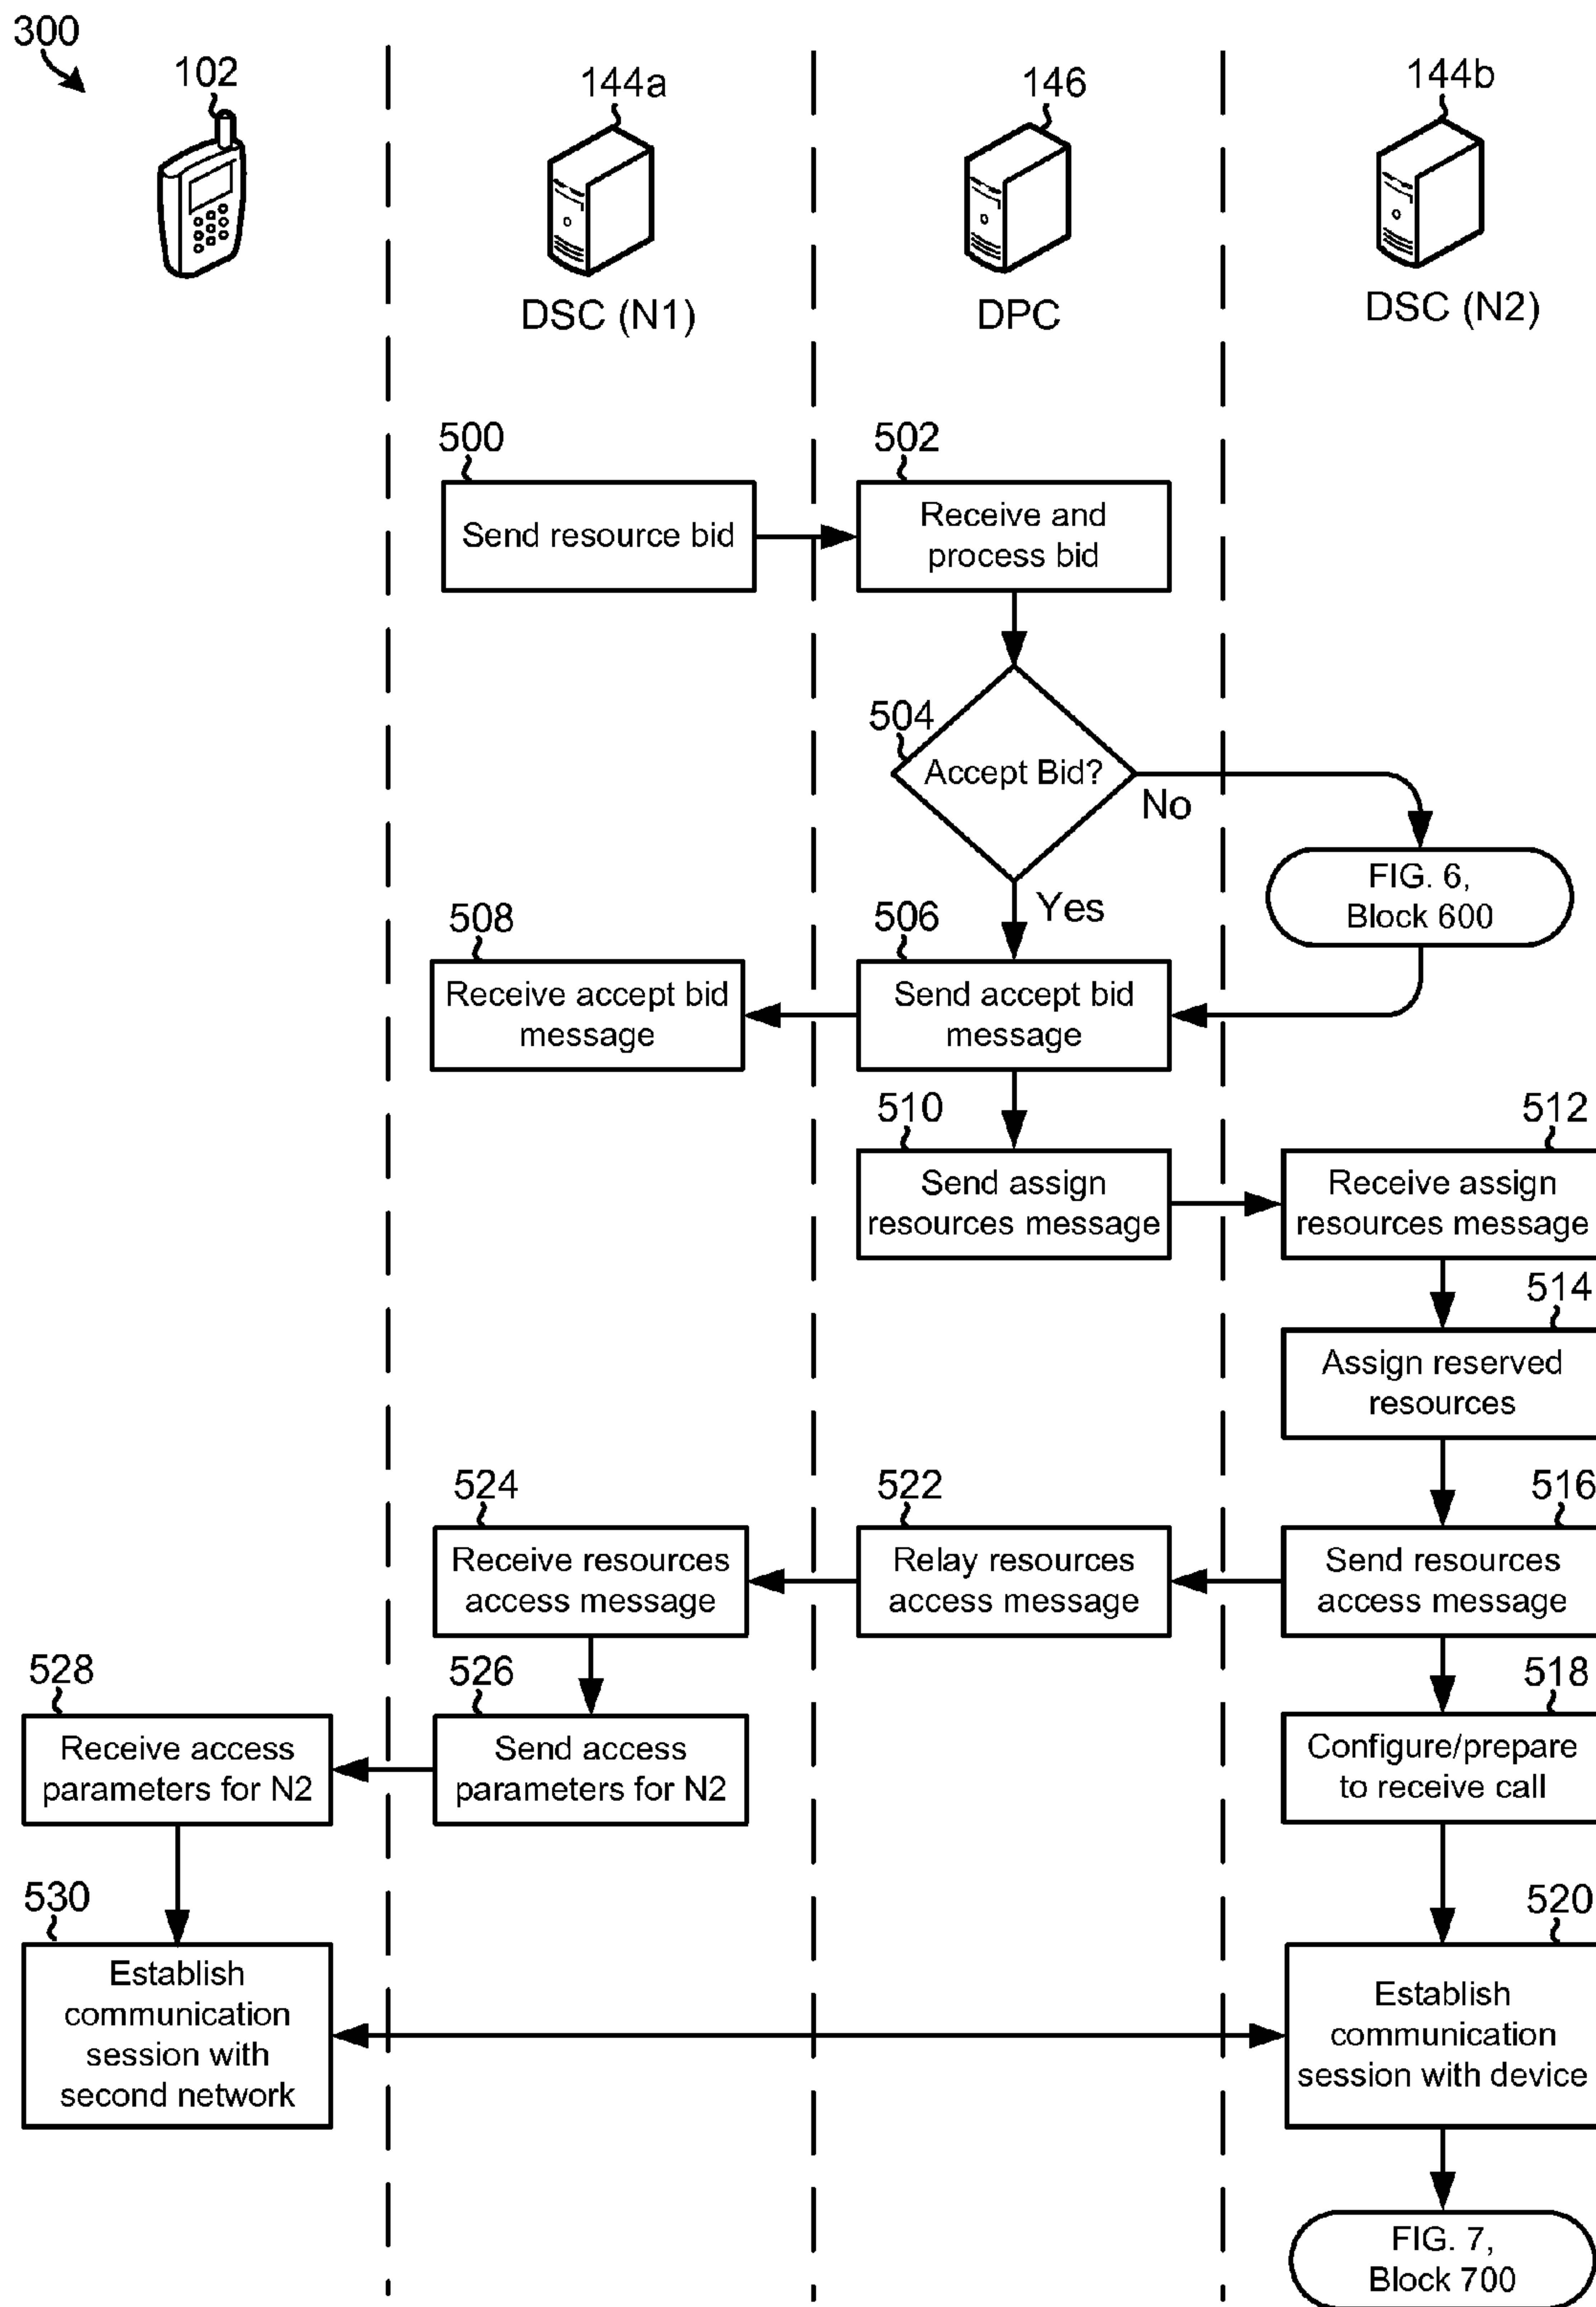 300
102
144a
146
144b
DSC (N1)
DPC
DSC (N2)
500
502
Send resource bid
Receive and
process bid
504
Accept Bid?
No
Yes
FIG. 6,
Block 600
508
506
Receive accept bid
message
Send accept bid
message
510
512
Send assign
resources message
Receive assign
resources message
514
Assign reserved
resources
524
522
516
Receive resources
access message
Relay resources
access message
Send resources
access message
528
526
518
Receive access
parameters for N2
Send access
parameters for N2
Configure/prepare
to receive call
530
520
Establish
communication
session with
second network
Establish
communication
session with device
FIG. 7,
Block 700